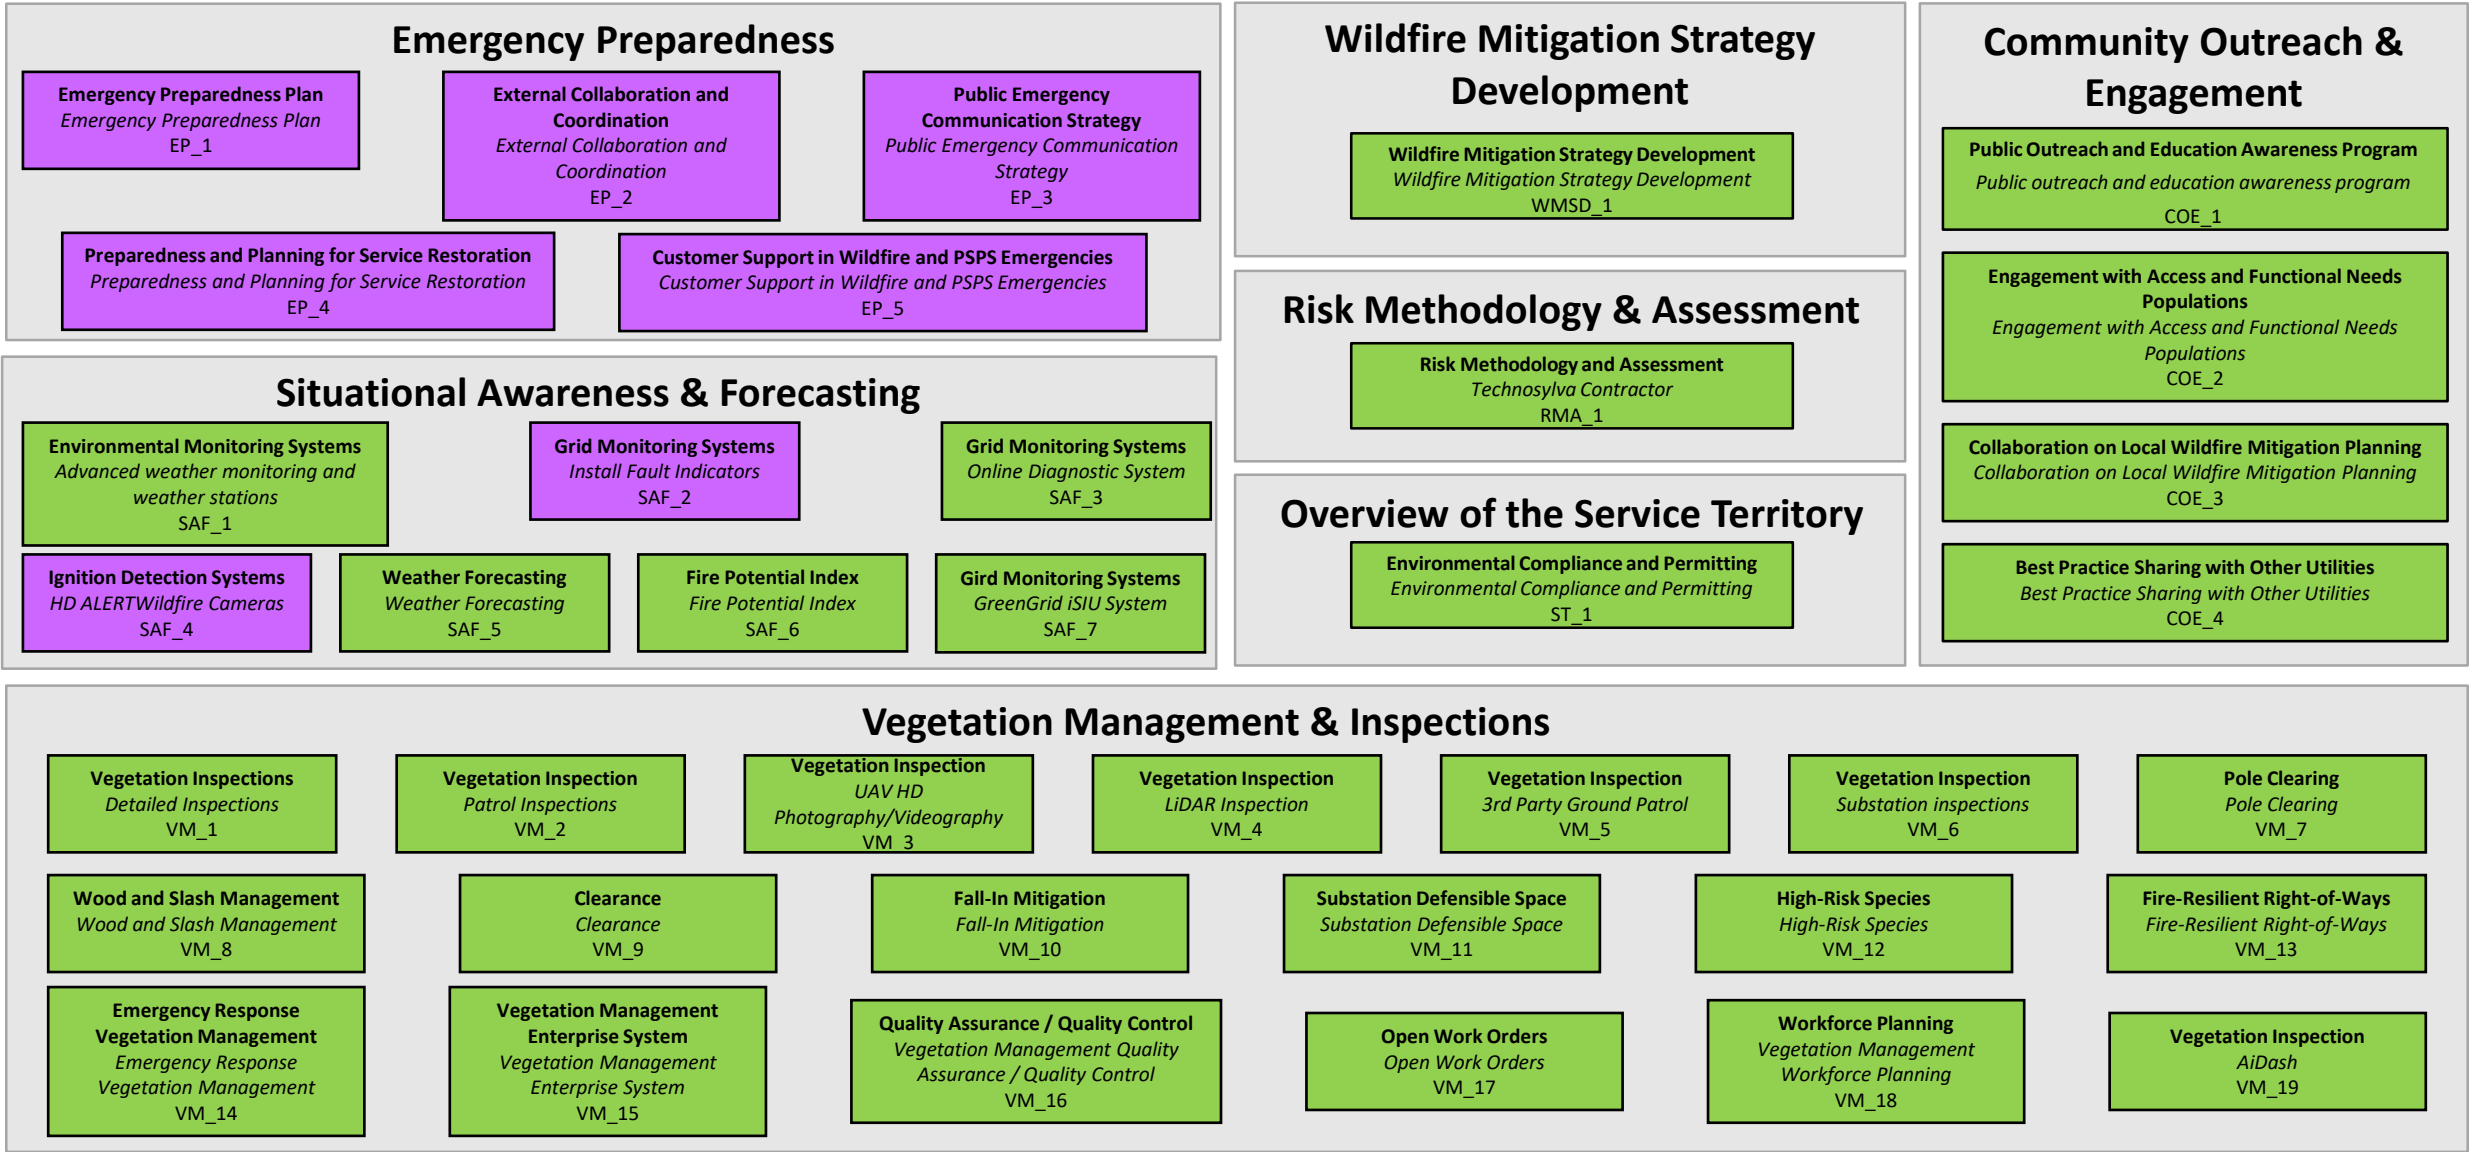 Emergency Preparedness
Emergency Preparedness Plan
Emergency Preparedness Plan
EP_1
External Collaboration and
Coordination
External Collaboration and
Coordination
EP_2
Public Emergency
Communication Strategy
Public Emergency Communication
Strategy
EP_3
Preparedness and Planning for Service Restoration
Preparedness and Planning for Service Restoration
EP_4
Customer Support in Wildfire and PSPS Emergencies
Customer Support in Wildfire and PSPS Emergencies
EP_5
Wildfire Mitigation Strategy
Development
Wildfire Mitigation Strategy Development
Wildfire Mitigation Strategy Development
WMSD_1
Risk Methodology & Assessment
Risk Methodology and Assessment
Technosylva Contractor
RMA_1
Overview of the Service Territory
Environmental Compliance and Permitting
Environmental Compliance and Permitting
ST_1
Community Outreach &
Engagement
Public Outreach and Education Awareness Program
Public outreach and education awareness program
COE_1
Engagement with Access and Functional Needs
Populations
Engagement with Access and Functional Needs
Populations
COE_2
Collaboration on Local Wildfire Mitigation Planning
Collaboration on Local Wildfire Mitigation Planning
COE_3
Best Practice Sharing with Other Utilities
Best Practice Sharing with Other Utilities
COE_4
Situational Awareness & Forecasting
Environmental Monitoring Systems
Advanced weather monitoring and
weather stations
SAF_1
Grid Monitoring Systems
Install Fault Indicators
SAF_2
Grid Monitoring Systems
Online Diagnostic System
SAF_3
Ignition Detection Systems
HD ALERTWildfire Cameras
SAF_4
Weather Forecasting
Weather Forecasting
SAF_5
Fire Potential Index
Fire Potential Index
SAF_6
Gird Monitoring Systems
GreenGrid iSIU System
SAF_7
Vegetation Management & Inspections
Vegetation Inspections
Detailed Inspections
VM_1
Vegetation Inspection
Patrol Inspections
VM_2
Vegetation Inspection
UAV HD
Photography/Videography
VM_3
Vegetation Inspection
LiDAR Inspection
VM_4
Vegetation Inspection
3rd Party Ground Patrol
VM_5
Vegetation Inspection
Substation inspections
VM_6
Pole Clearing
Pole Clearing
VM_7
Wood and Slash Management
Wood and Slash Management
VM_8
Clearance
Clearance
VM_9
Fall-In Mitigation
Fall-In Mitigation
VM_10
Substation Defensible Space
Substation Defensible Space
VM_11
High-Risk Species
High-Risk Species
VM_12
Fire-Resilient Right-of-Ways
Fire-Resilient Right-of-Ways
VM_13
Emergency Response
Vegetation Management
Emergency Response
Vegetation Management
VM_14
Vegetation Management
Enterprise System
Vegetation Management
Enterprise System
VM_15
Quality Assurance / Quality Control
Vegetation Management Quality
Assurance / Quality Control
VM_16
Open Work Orders
Open Work Orders
VM_17
Workforce Planning
Vegetation Management
Workforce Planning
VM_18
Vegetation Inspection
AiDash
VM_19